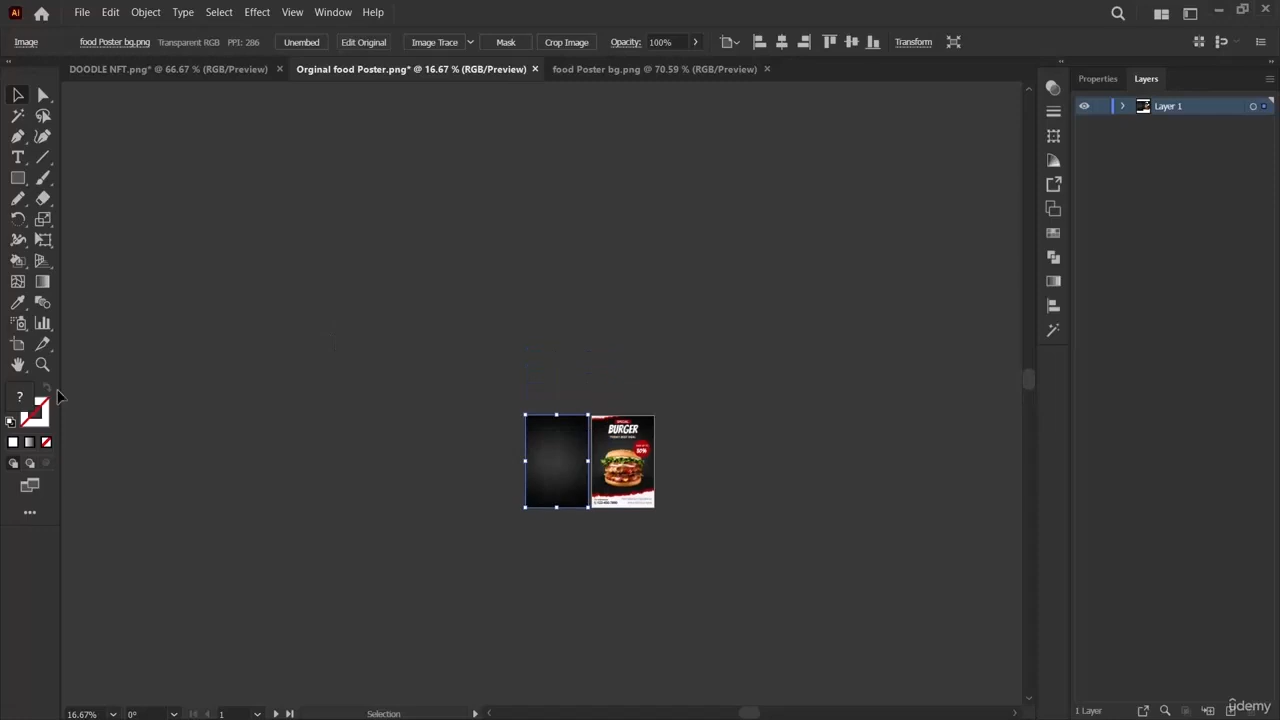 Ai File Edit Object Type Select Effect View Window Help
Image food Poster bg.png Transparent RGB PPI: 286 Unembed Edit Original Image Trace Mask Crop Image Opacity: 100% Transform
DOODLE NFT.png* @ 66.67 % (RGB/Preview) × Orginal food Poster.png* @ 16.67 % (RGB/Preview) × food Poster bg.png @ 70.59 % (RGB/Preview) ×
Properties Layers
Layer 1
T
?
SPECIAL
BURGER
50%
16.67% 0° 1 Selection
1 Layer
Udemy